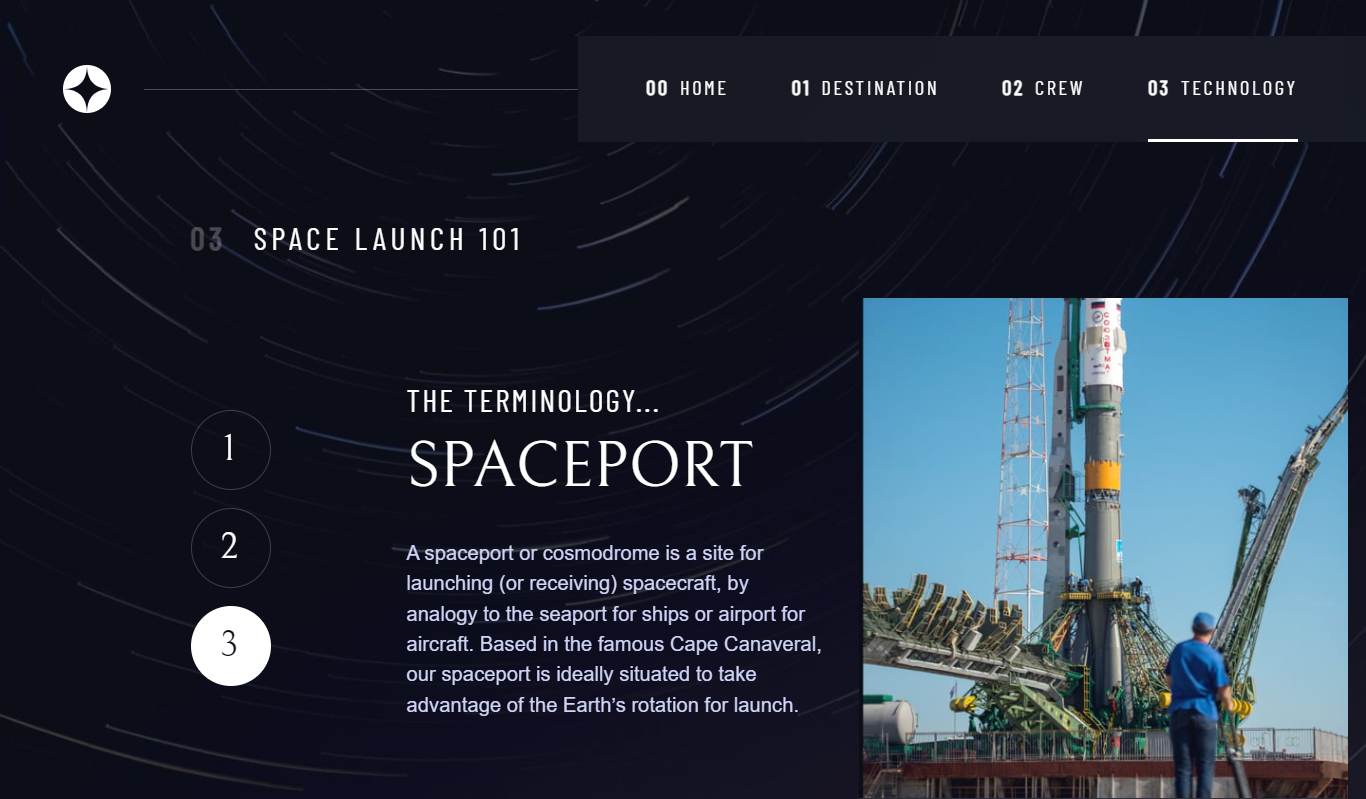 00 HOME 01 DESTINATION 02 CREW 03 TECHNOLOGY
03 SPACE LAUNCH 101
THE TERMINOLOGY...
SPACEPORT
1
2
3
A spaceport or cosmodrome is a site for
launching (or receiving) spacecraft, by
analogy to the seaport for ships or airport for
aircraft. Based in the famous Cape Canaveral,
our spaceport is ideally situated to take
advantage of the Earth’s rotation for launch.